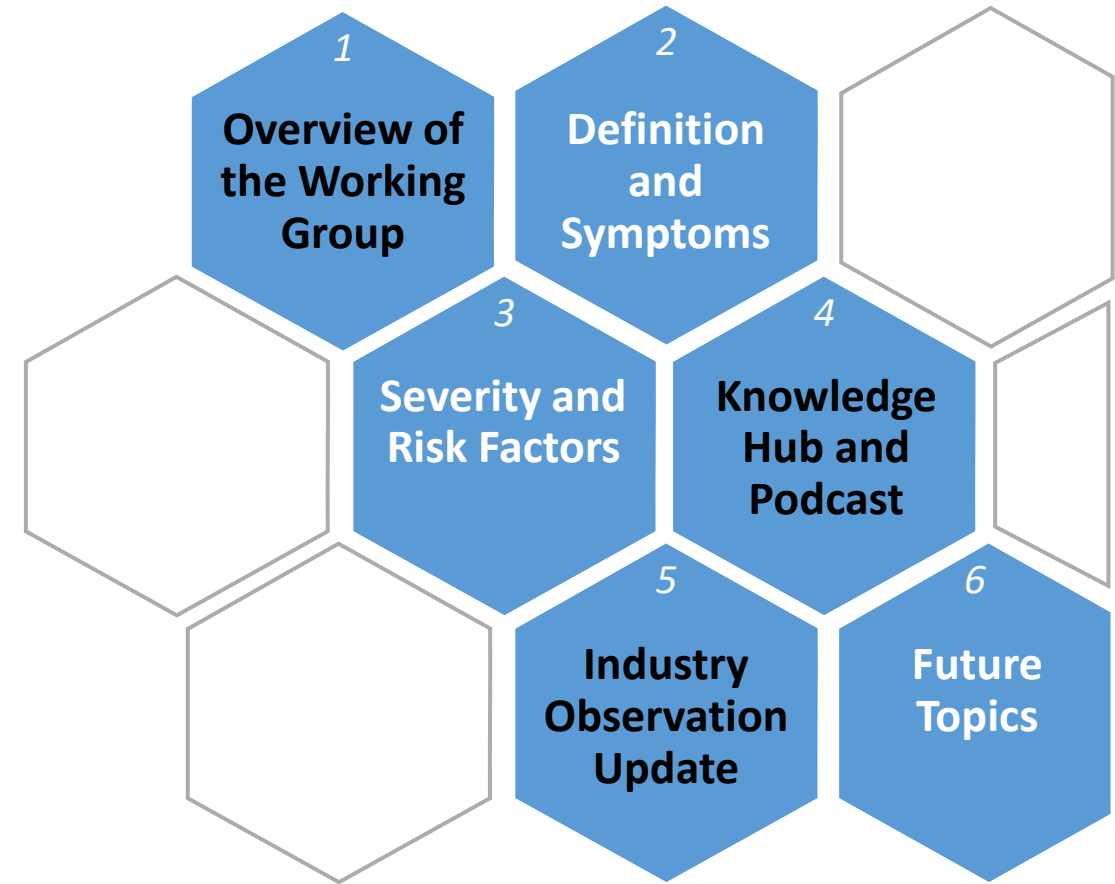 1
Overview of
the Working
Group
2
Definition
and
Symptoms
3
Severity and
Risk Factors
4
Knowledge
Hub and
Podcast
5
Industry
Observation
Update
6
Future
Topics